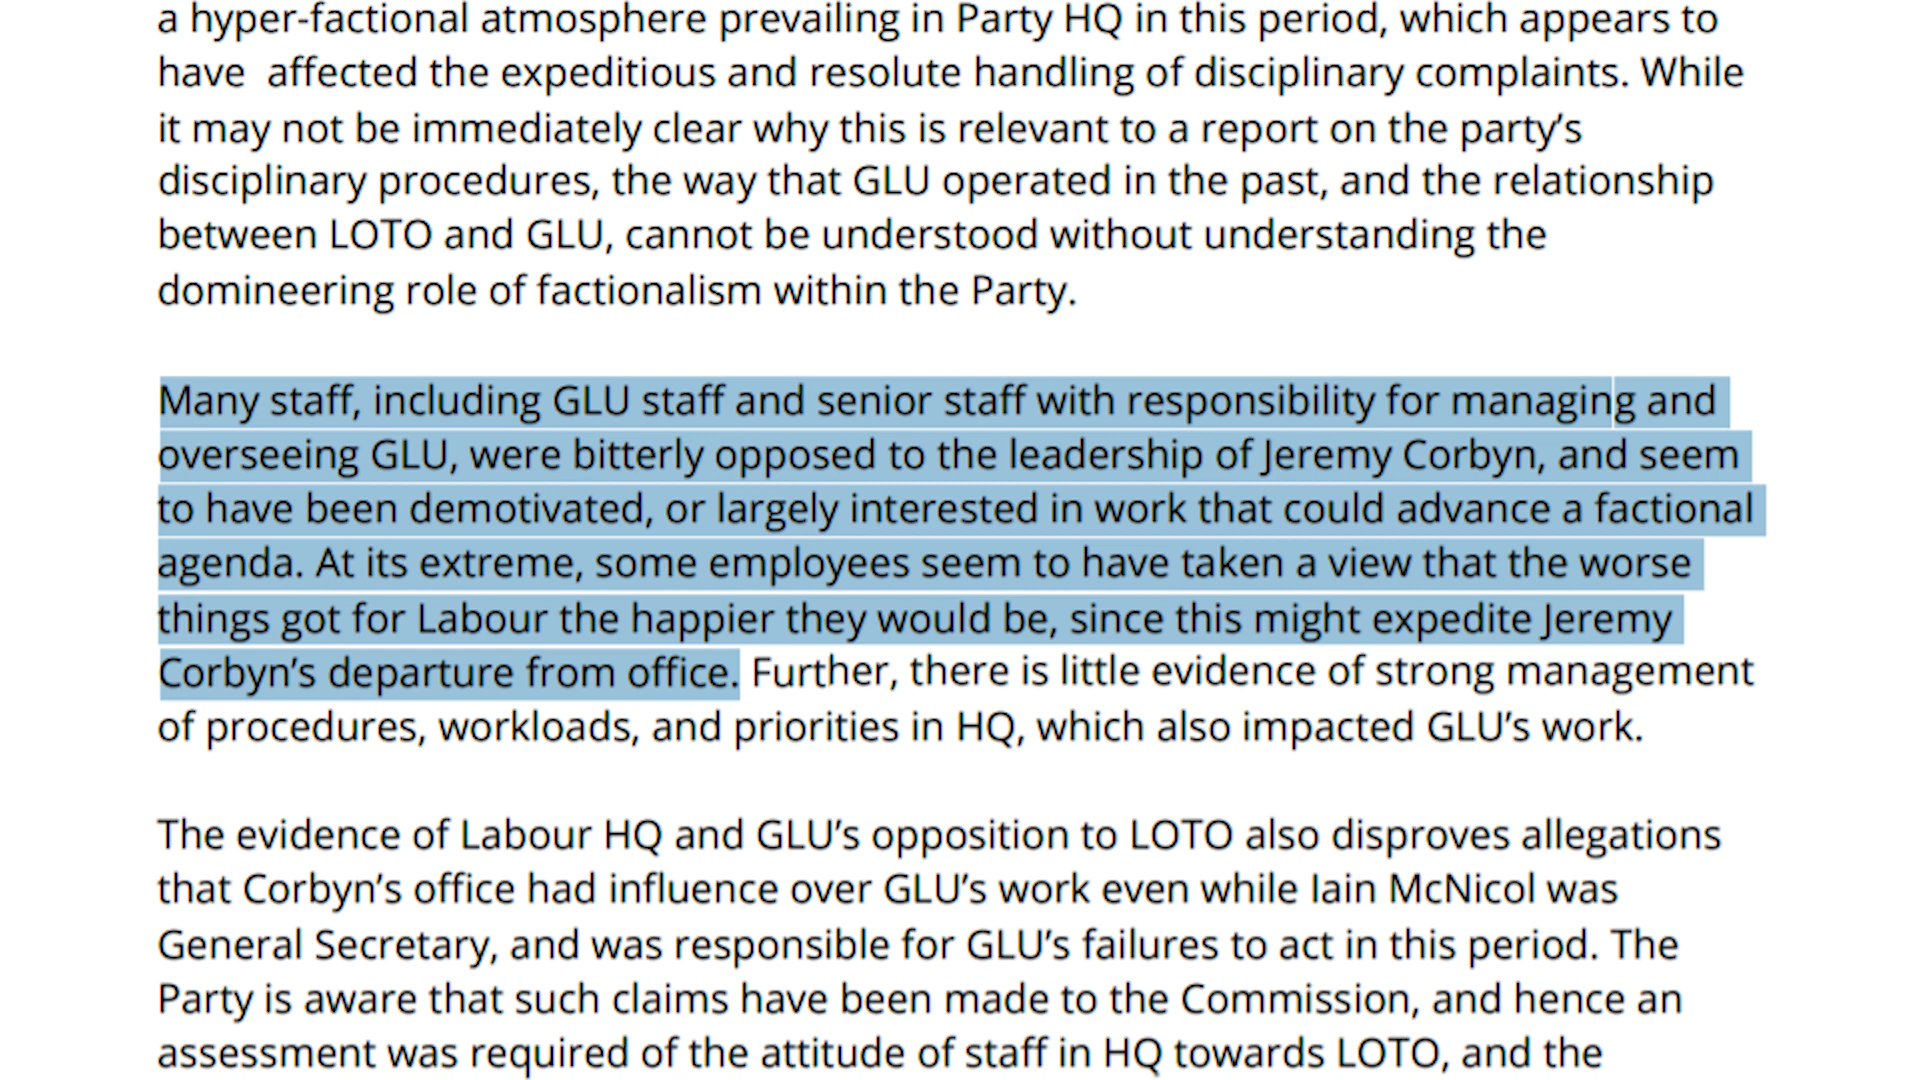 a hyper-factional atmosphere prevailing in Party HQ in this period, which appears to
have  affected the expeditious and resolute handling of disciplinary complaints. While
it may not be immediately clear why this is relevant to a report on the party’s
disciplinary procedures, the way that GLU operated in the past, and the relationship
between LOTO and GLU, cannot be understood without understanding the
domineering role of factionalism within the Party.
Many staff, including GLU staff and senior staff with responsibility for managing and
overseeing GLU, were bitterly opposed to the leadership of Jeremy Corbyn, and seem
to have been demotivated, or largely interested in work that could advance a factional
agenda. At its extreme, some employees seem to have taken a view that the worse
things got for Labour the happier they would be, since this might expedite Jeremy
Corbyn’s departure from office. Further, there is little evidence of strong management
of procedures, workloads, and priorities in HQ, which also impacted GLU’s work.
The evidence of Labour HQ and GLU’s opposition to LOTO also disproves allegations
that Corbyn’s office had influence over GLU’s work even while Iain McNicol was
General Secretary, and was responsible for GLU’s failures to act in this period. The
Party is aware that such claims have been made to the Commission, and hence an
assessment was required of the attitude of staff in HQ towards LOTO, and the